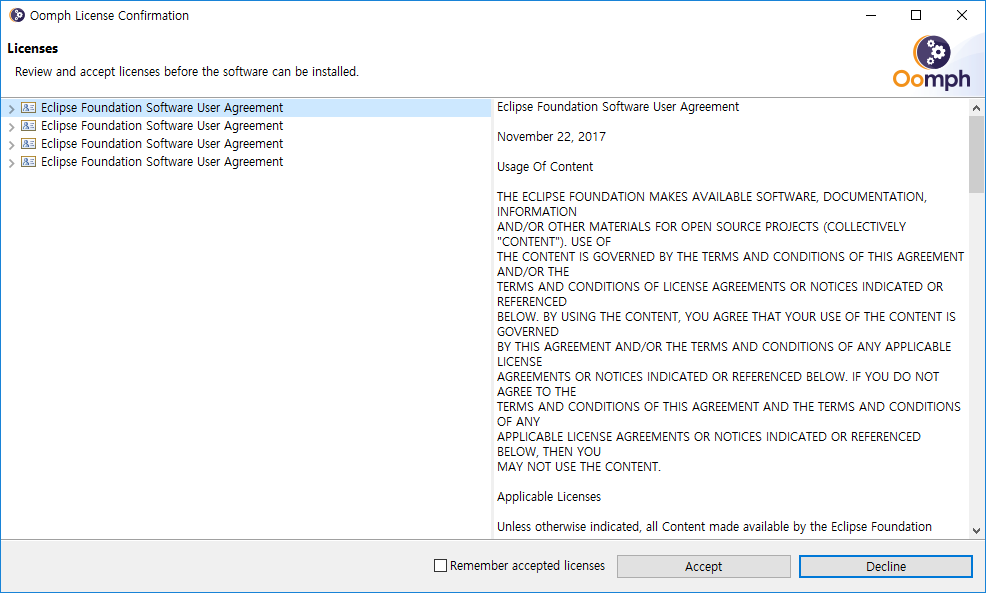 Oomph License Confirmation
Licenses
Review and accept licenses before the software can be installed.
Oomph
Eclipse Foundation Software User Agreement
Eclipse Foundation Software User Agreement
Eclipse Foundation Software User Agreement
Eclipse Foundation Software User Agreement
Eclipse Foundation Software User Agreement
November 22, 2017
Usage Of Content
THE ECLIPSE FOUNDATION MAKES AVAILABLE SOFTWARE, DOCUMENTATION,
INFORMATION
AND/OR OTHER MATERIALS FOR OPEN SOURCE PROJECTS (COLLECTIVELY
"CONTENT"). USE OF
THE CONTENT IS GOVERNED BY THE TERMS AND CONDITIONS OF THIS AGREEMENT
AND/OR THE
TERMS AND CONDITIONS OF LICENSE AGREEMENTS OR NOTICES INDICATED OR
REFERENCED
BELOW. BY USING THE CONTENT, YOU AGREE THAT YOUR USE OF THE CONTENT IS
GOVERNED
BY THIS AGREEMENT AND/OR THE TERMS AND CONDITIONS OF ANY APPLICABLE
LICENSE
AGREEMENTS OR NOTICES INDICATED OR REFERENCED BELOW. IF YOU DO NOT
AGREE TO THE
TERMS AND CONDITIONS OF THIS AGREEMENT AND THE TERMS AND CONDITIONS
OF ANY
APPLICABLE LICENSE AGREEMENTS OR NOTICES INDICATED OR REFERENCED
BELOW, THEN YOU
MAY NOT USE THE CONTENT.
Applicable Licenses
Unless otherwise indicated, all Content made available by the Eclipse Foundation
Remember accepted licenses
Accept
Decline